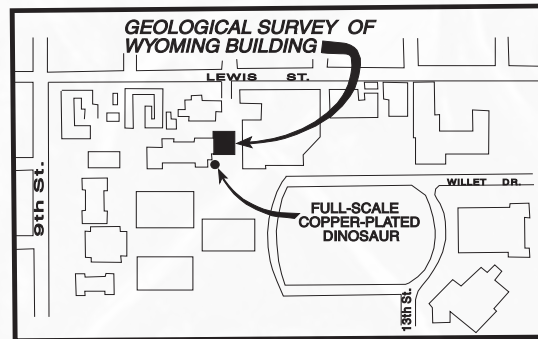 GEOLOGICAL SURVEY OF
WYOMING BUILDING
LEWIS ST.
9th St.
WILLET DR.
FULL-SCALE
COPPER-PLATED
DINOSAUR
13th St.